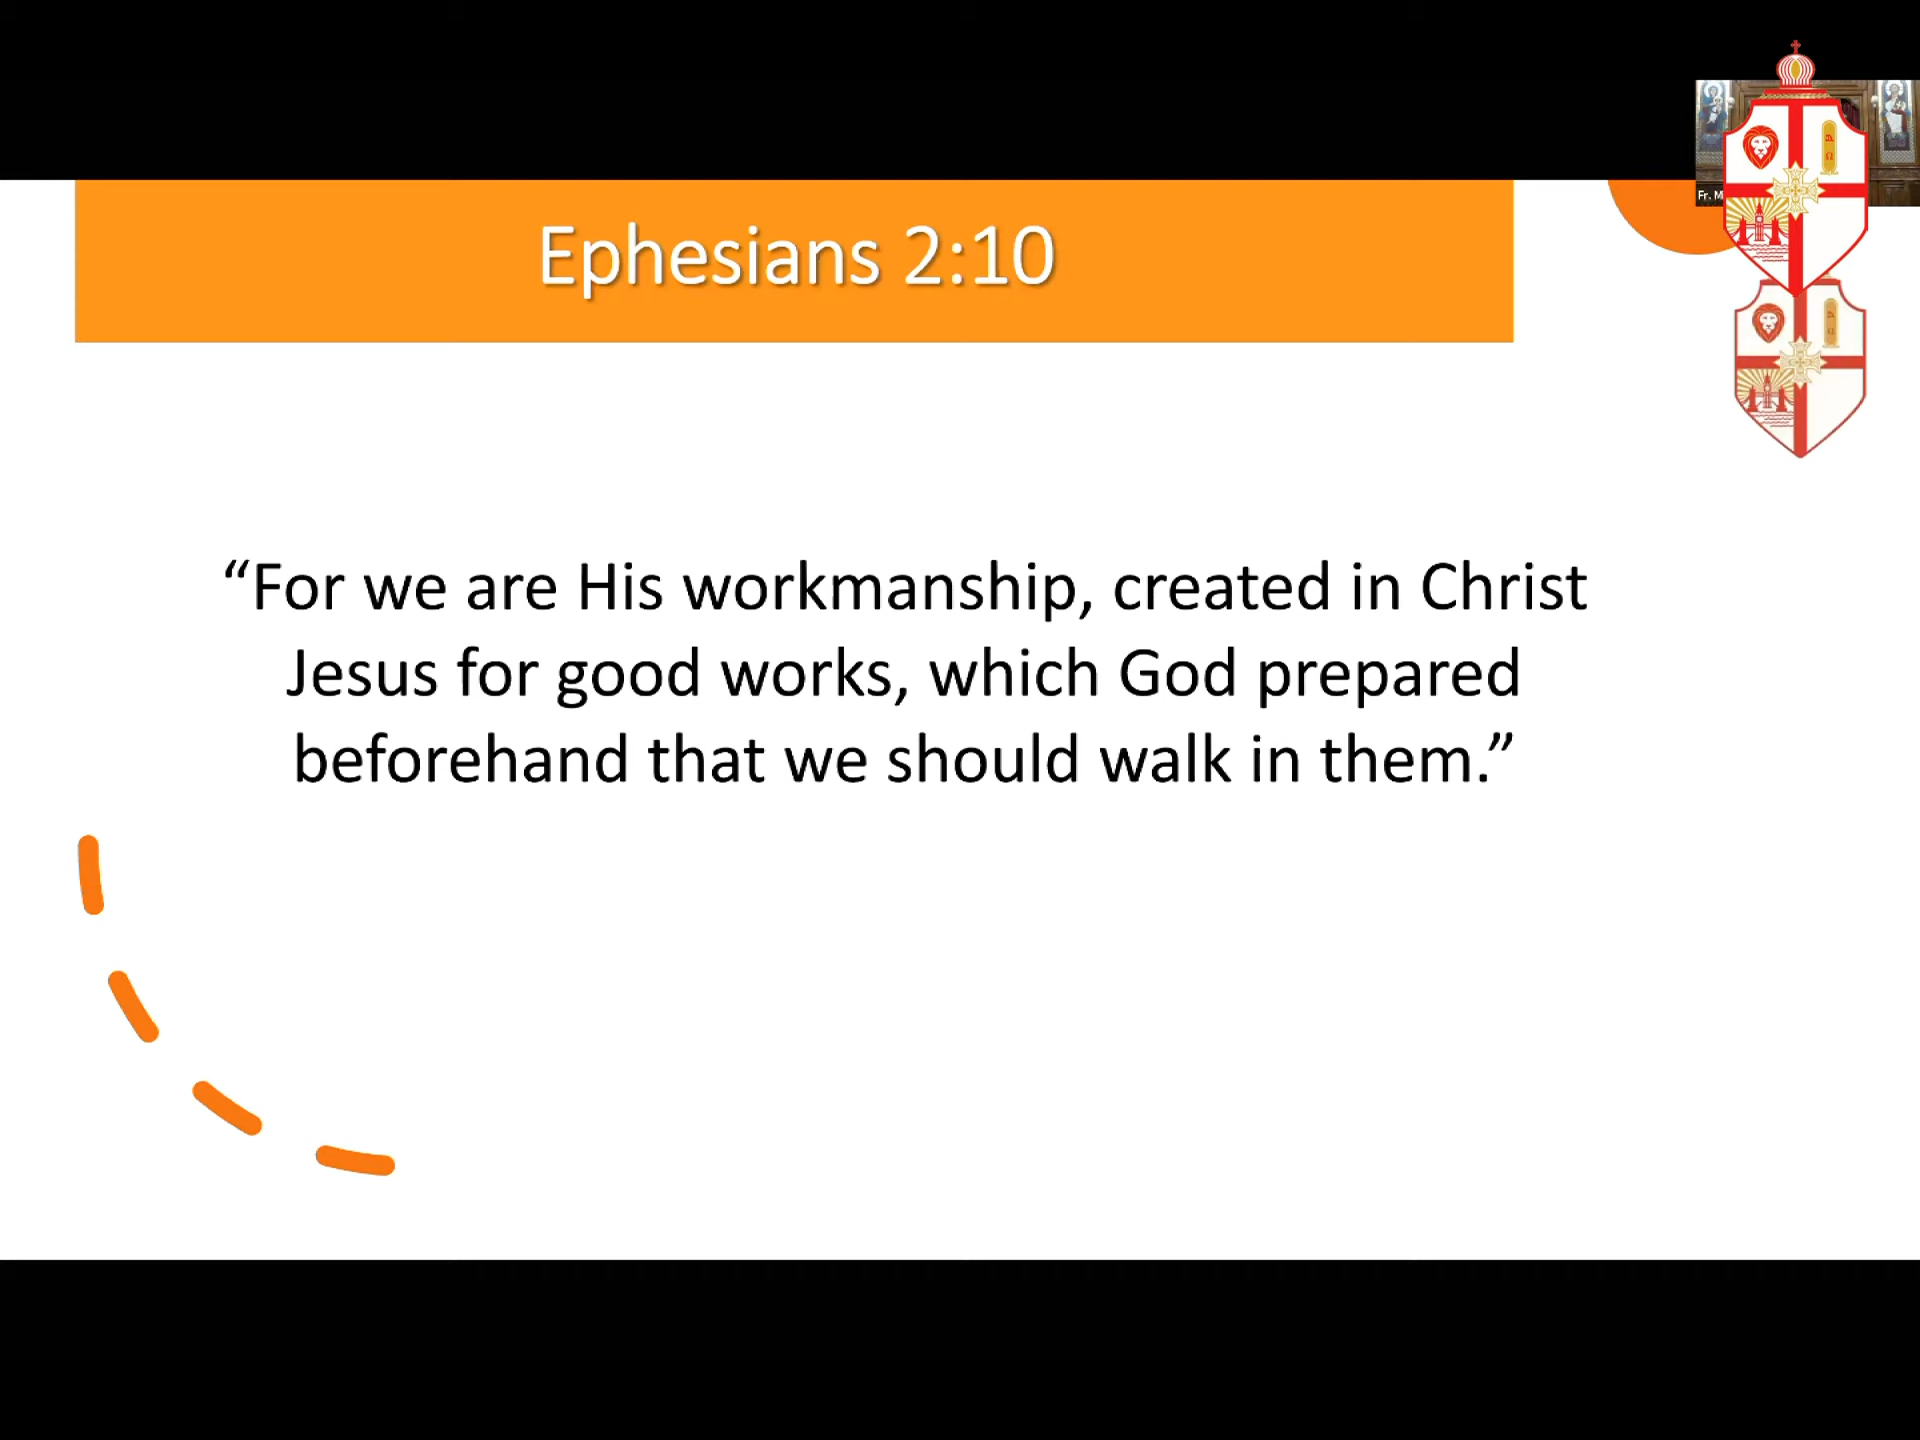 Ephesians 2:10
Fr. M
“For we are His workmanship, created in Christ
Jesus for good works, which God prepared
beforehand that we should walk in them.”